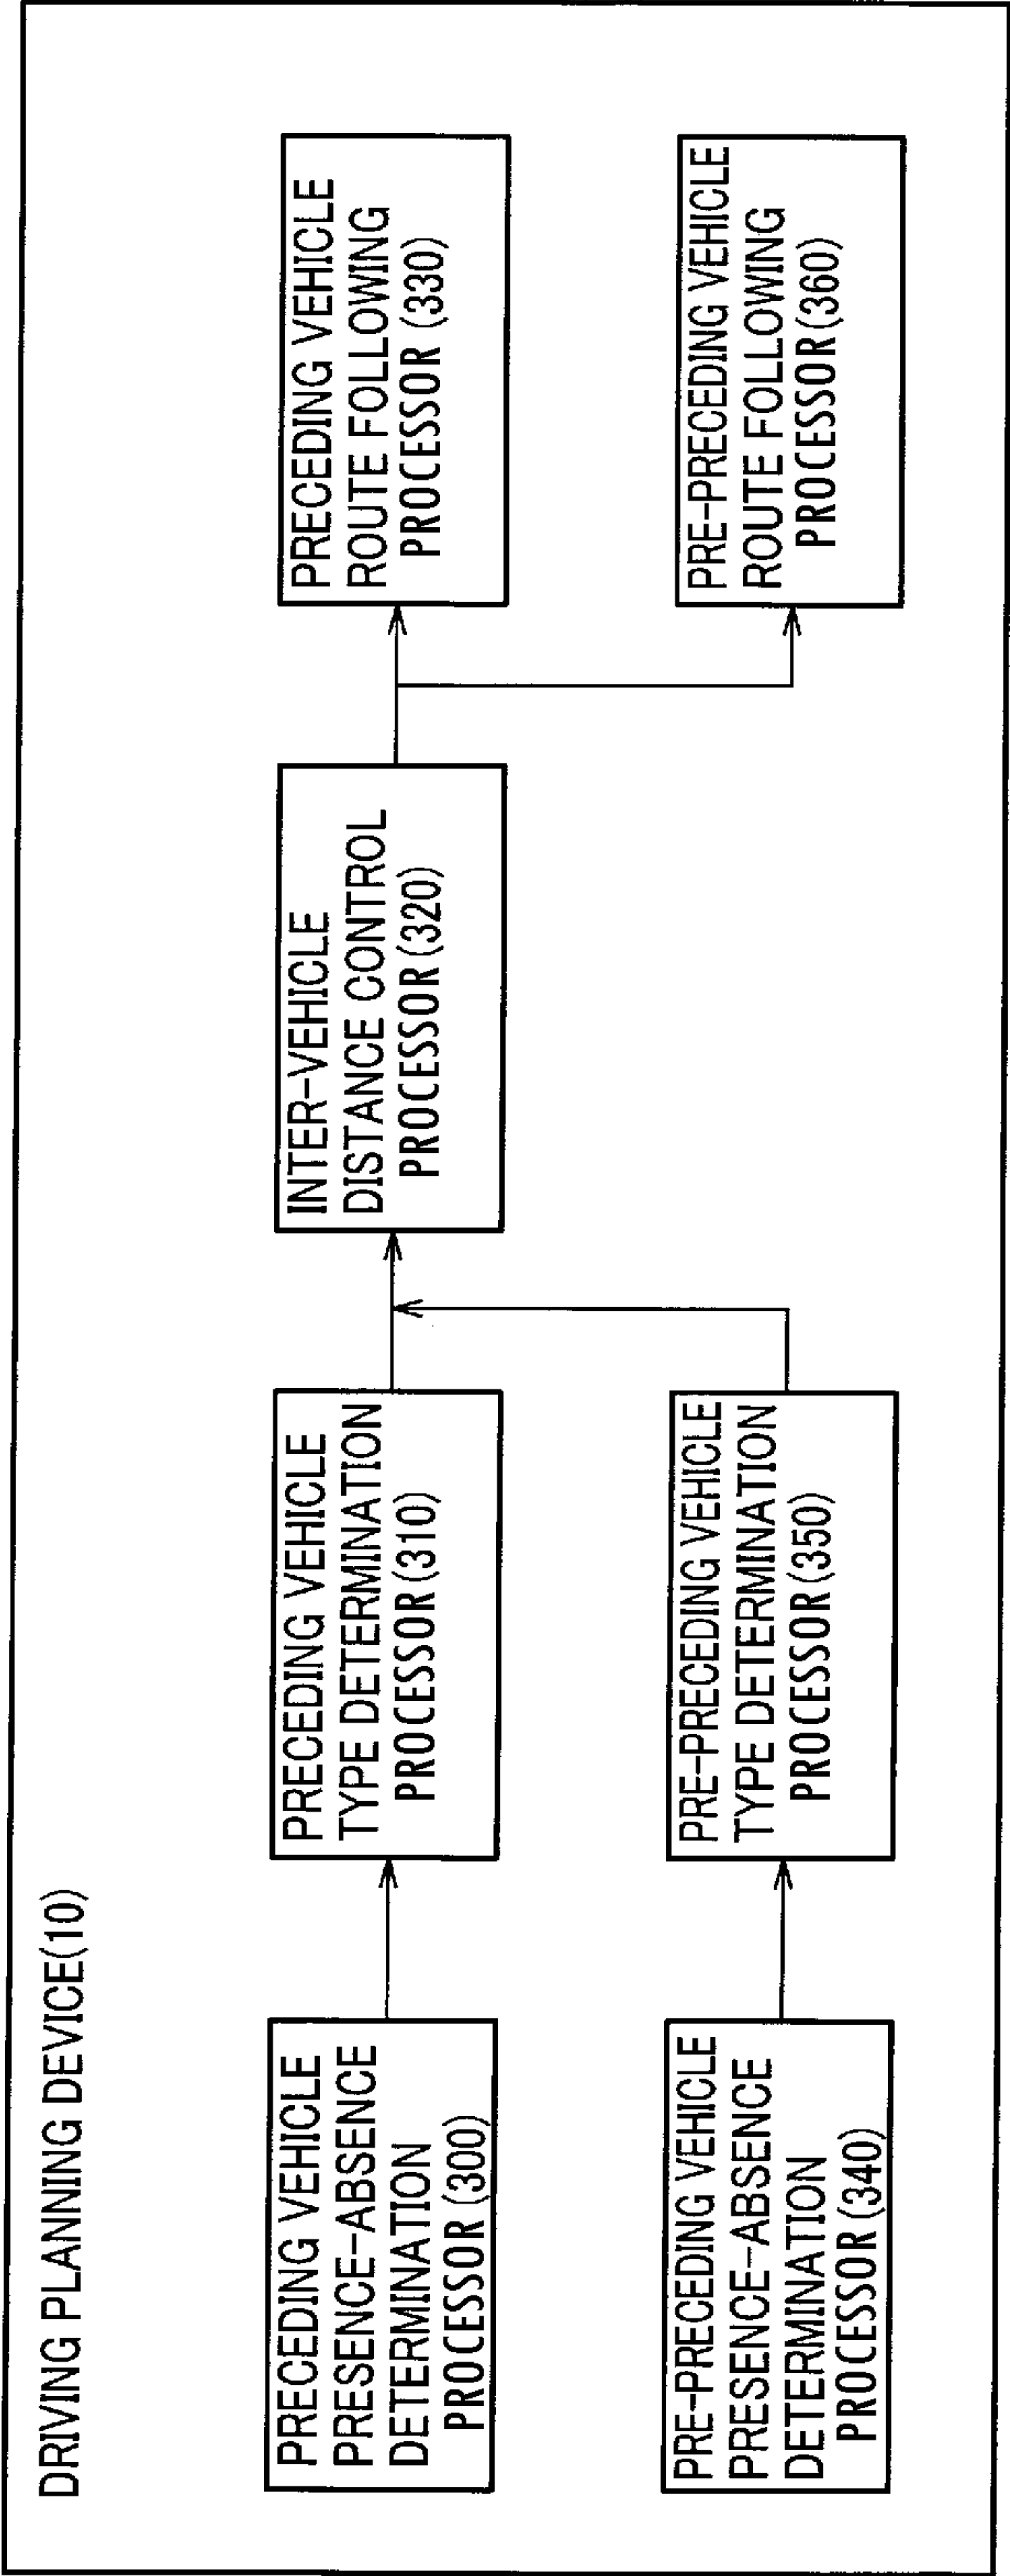 DRIVING PLANNING DEVICE(10)
PRECEDING VEHICLE
PRESENCE-ABSENCE
DETERMINATION
PROCESSOR (300)
PRECEDING VEHICLE
TYPE DETERMINATION
PROCESSOR(310)
INTER-VEHICLE
DISTANCE CONTROL
PROCESSOR(320)
PRECEDING VEHICLE
ROUTE FOLLOWING
PROCESSOR (330)
PRE-PRECEDING VEHICLE
PRESENCE-ABSENCE
DETERMINATION
PROCESSOR(340)
PRE-PRECEDING VEHICLE
TYPE DETERMINATION
PROCESSOR(350)
PRE-PRECEDING VEHICLE
ROUTE FOLLOWING
PROCESSOR(360)